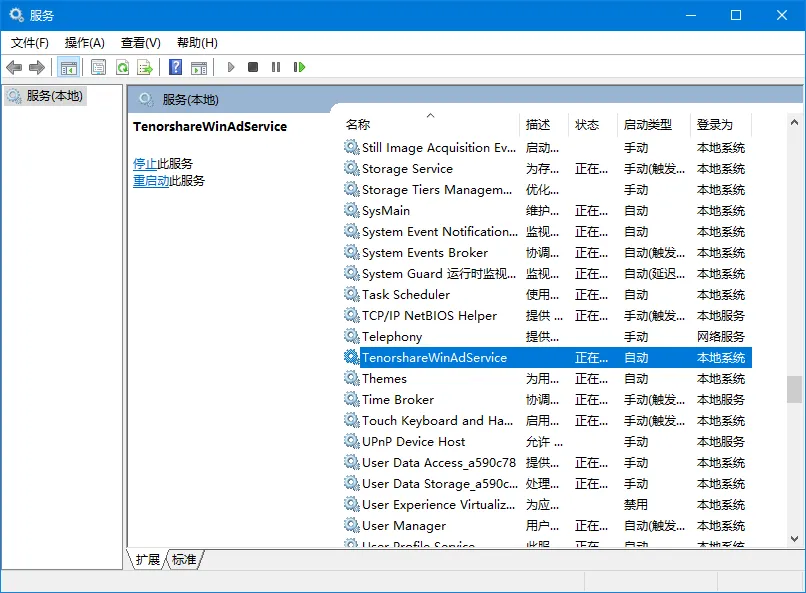 服务
文件(F) 操作(A) 查看(V) 帮助(H)
服务(本地)
服务(本地)
TenorshareWinAdService
停止此服务
重启动此服务
名称 描述 状态 启动类型 登录为
Still Image Acquisition Ev... 启动... 手动 本地系统
Storage Service 为存... 正在... 手动(触发... 本地系统
Storage Tiers Managem... 优化... 手动 本地系统
SysMain 维护... 正在... 自动 本地系统
System Event Notification... 监视... 正在... 自动 本地系统
System Events Broker 协调... 正在... 自动(触发... 本地系统
System Guard 运行时监视... 监视... 正在... 自动(延迟... 本地系统
Task Scheduler 使用... 正在... 自动 本地系统
TCP/IP NetBIOS Helper 提供 ... 正在... 手动(触发... 本地服务
Telephony 提供... 手动 网络服务
TenorshareWinAdService 正在... 自动 本地系统
Themes 为用... 正在... 自动 本地系统
Time Broker 协调... 正在... 手动(触发... 本地服务
Touch Keyboard and Ha... 启用... 正在... 手动(触发... 本地系统
UPnP Device Host 允许 ... 手动 本地服务
User Data Access_a590c78 提供... 正在... 手动 本地系统
User Data Storage_a590c... 处理... 正在... 手动 本地系统
User Experience Virtualiz... 为应... 禁用 本地系统
User Manager 用户... 正在... 自动(触发... 本地系统
User Profile Service 此服... 正在... 自动 本地系统
扩展 标准